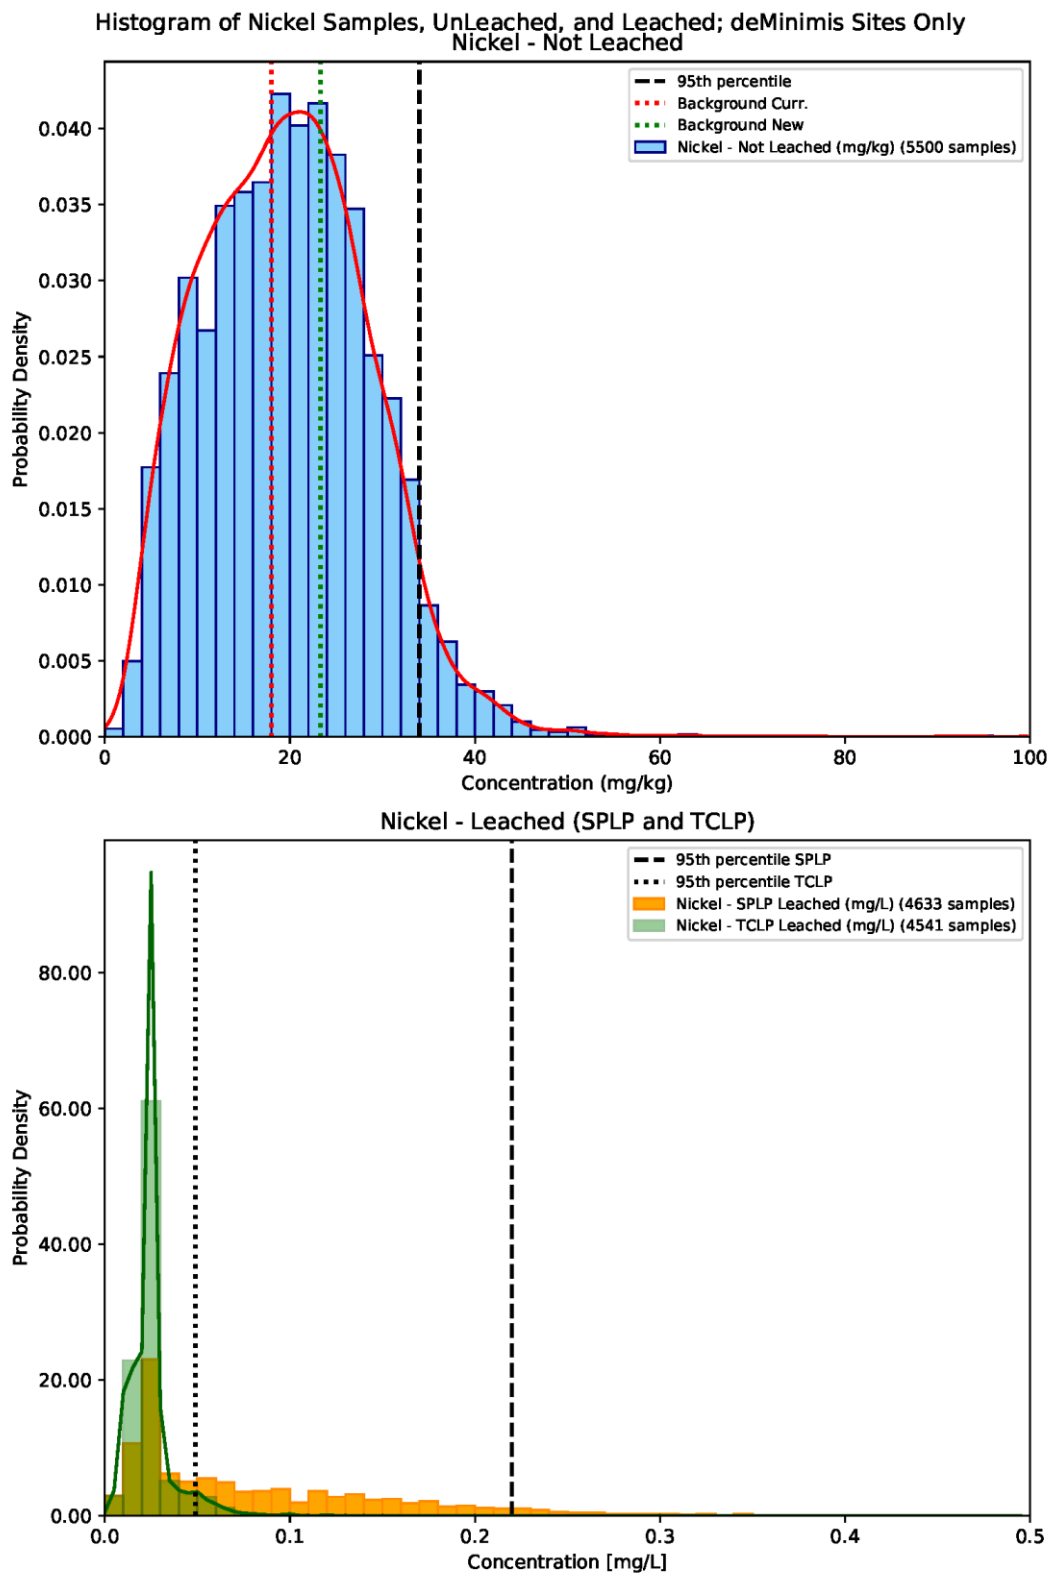 Histogram of Nickel Samples, UnLeached, and Leached; deMinimis Sites Only
Nickel - Not Leached
95th percentile
Background Curr.
Background New
Nickel - Not Leached (mg/kg) (5500 samples)
Probability Density
0.040
0.035
0.030
0.025
0.020
0.015
0.010
0.005
0.000
0 20 40 60 80 100
Concentration (mg/kg)
Nickel - Leached (SPLP and TCLP)
95th percentile SPLP
95th percentile TCLP
Nickel - SPLP Leached (mg/L) (4633 samples)
Nickel - TCLP Leached (mg/L) (4541 samples)
Probability Density
80.00
60.00
40.00
20.00
0.00
0.0 0.1 0.2 0.3 0.4 0.5
Concentration [mg/L]